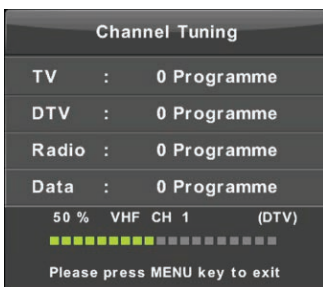 Channel Tuning
TV : 0 Programme
DTV : 0 Programme
Radio : 0 Programme
Data : 0 Programme
50 % VHF CH 1 (DTV)
Please press MENU key to exit